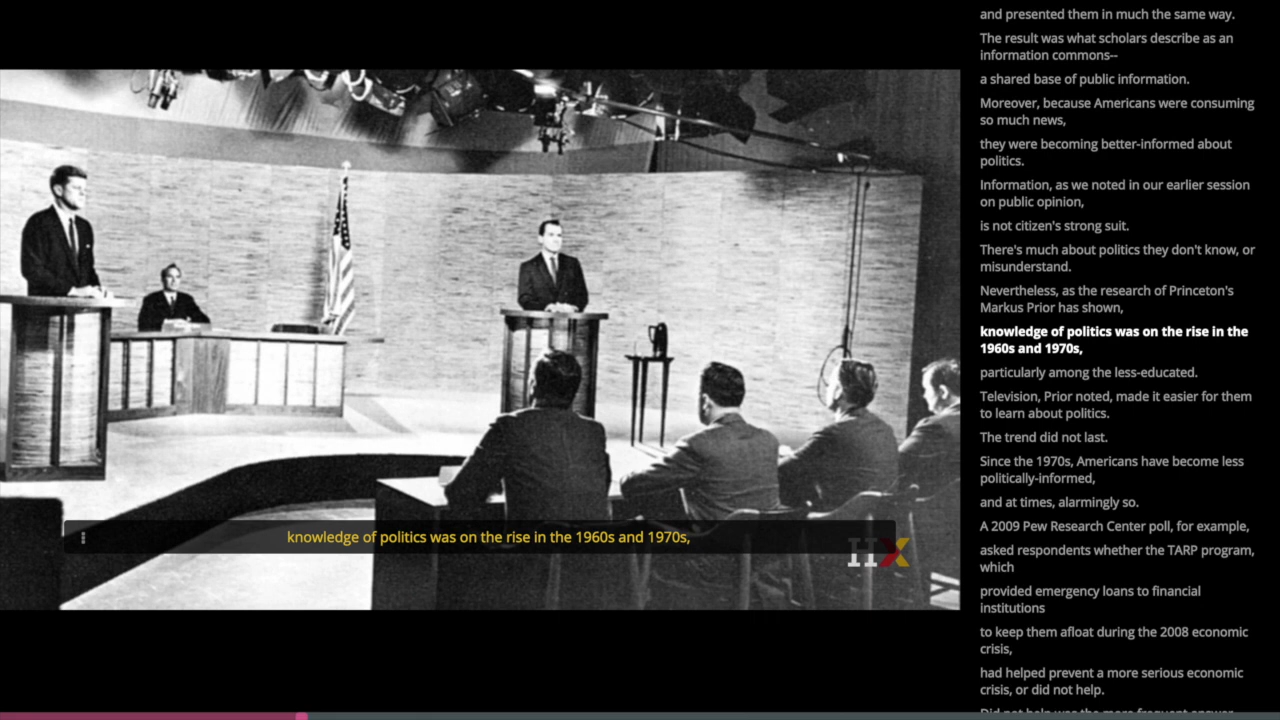 and presented them in much the same way.
The result was what scholars describe as an
information commons--
a shared base of public information.
Moreover, because Americans were consuming
so much news,
they were becoming better-informed about
politics.
Information, as we noted in our earlier session
on public opinion,
is not citizen's strong suit.
There's much about politics they don't know, or
misunderstand.
Nevertheless, as the research of Princeton's
Markus Prior has shown,
knowledge of politics was on the rise in the
1960s and 1970s,
particularly among the less-educated.
Television, Prior noted, made it easier for them
to learn about politics.
The trend did not last.
Since the 1970s, Americans have become less
politically-informed,
and at times, alarmingly so.
A 2009 Pew Research Center poll, for example,
asked respondents whether the TARP program,
which
provided emergency loans to financial
institutions
to keep them afloat during the 2008 economic
crisis,
had helped prevent a more serious economic
crisis, or did not help.
Did not help was the more frequent answer
knowledge of politics was on the rise in the 1960s and 1970s,
HX